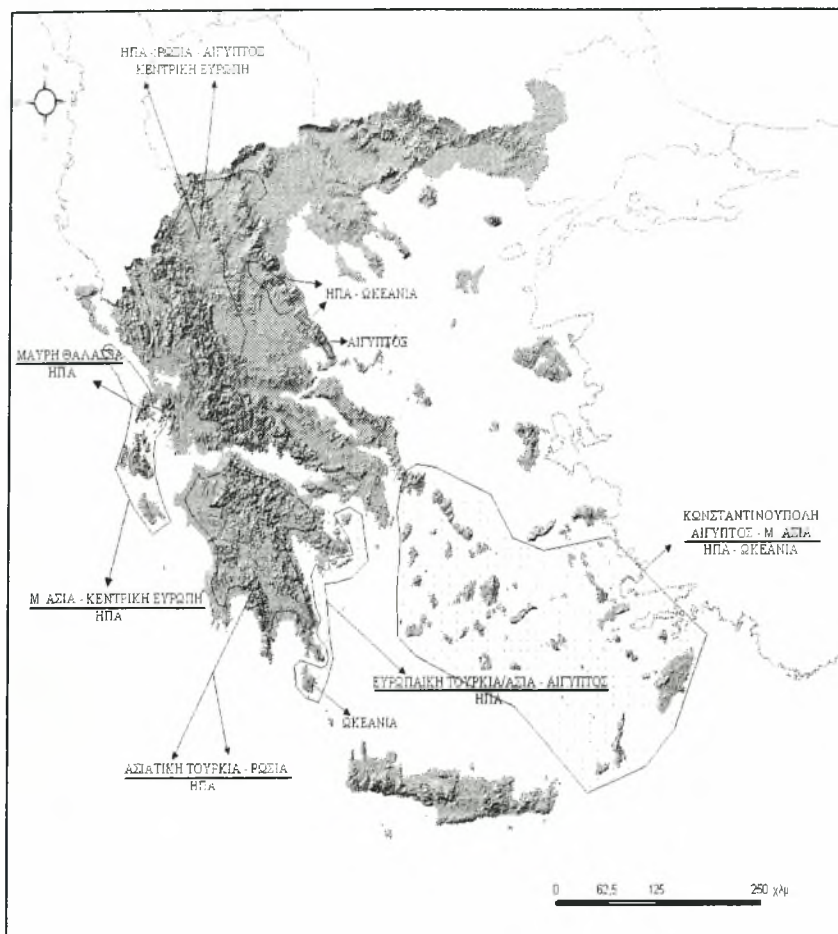 ΗΠΑ - ΡΩΣΙΑ - ΑΙΓΥΠΤΟΣ
ΚΕΝΤΡΙΚΗ ΕΥΡΩΠΗ
ΗΠΑ - ΩΚΕΑΝΙΑ
ΑΙΓΥΠΤΟΣ
ΜΑΥΡΗ ΘΑΛΑΣΣΑ
ΗΠΑ
ΚΩΝΣΤΑΝΤΙΝΟΥΠΟΛΗ
ΑΙΓΥΠΤΟΣ - Μ ΑΣΙΑ
ΗΠΑ - ΩΚΕΑΝΙΑ
Μ ΑΣΙΑ - ΚΕΝΤΡΙΚΗ ΕΥΡΩΠΗ
ΗΠΑ
ΕΥΡΩΠΑΙΚΗ ΤΟΥΡΚΙΑ/ΑΣΙΑ - ΑΙΓΥΠΤΟΣ
ΗΠΑ
ΩΚΕΑΝΙΑ
ΑΣΙΑΤΙΚΗ ΤΟΥΡΚΙΑ - ΡΩΣΙΑ
ΗΠΑ
0 62,5 125 250 χλμ